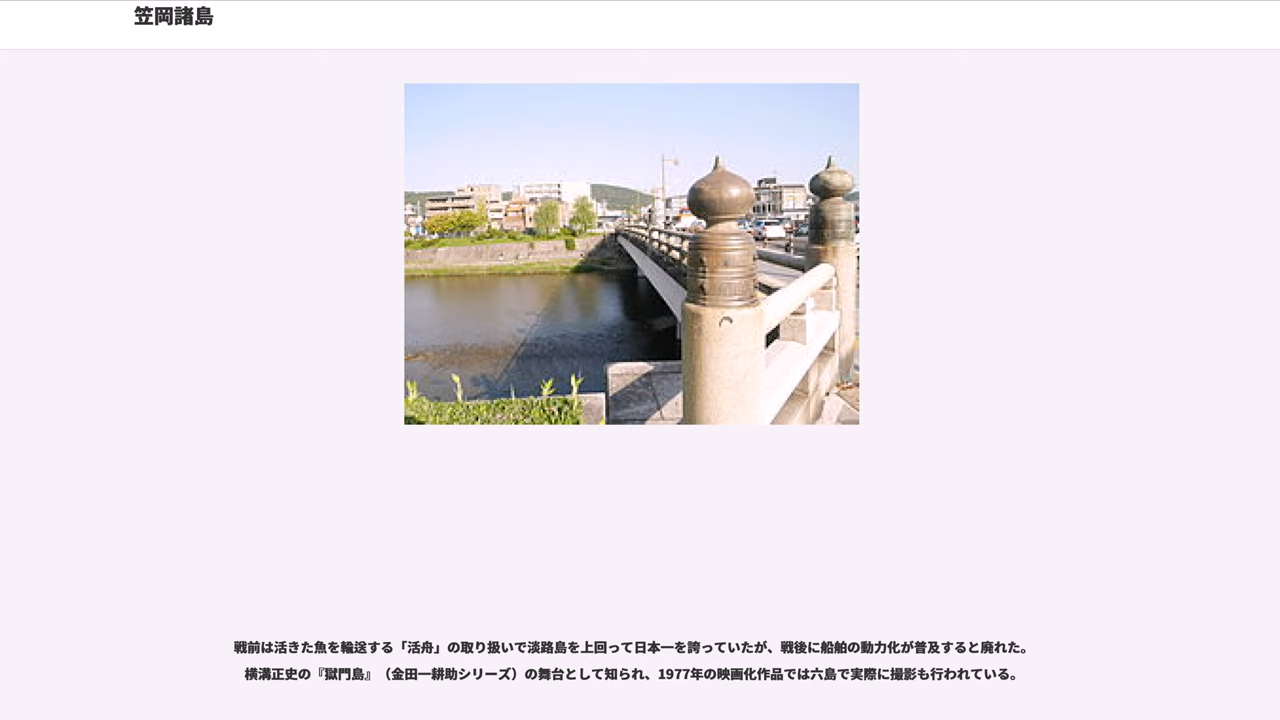 笠岡諸島
戦前は活きた魚を輸送する「活舟」の取り扱いで淡路島を上回って日本一を誇っていたが、戦後に船舶の動力化が普及すると廃れた。
横溝正史の『獄門島』（金田一耕助シリーズ）の舞台として知られ、1977年の映画化作品では六島で実際に撮影も行われている。